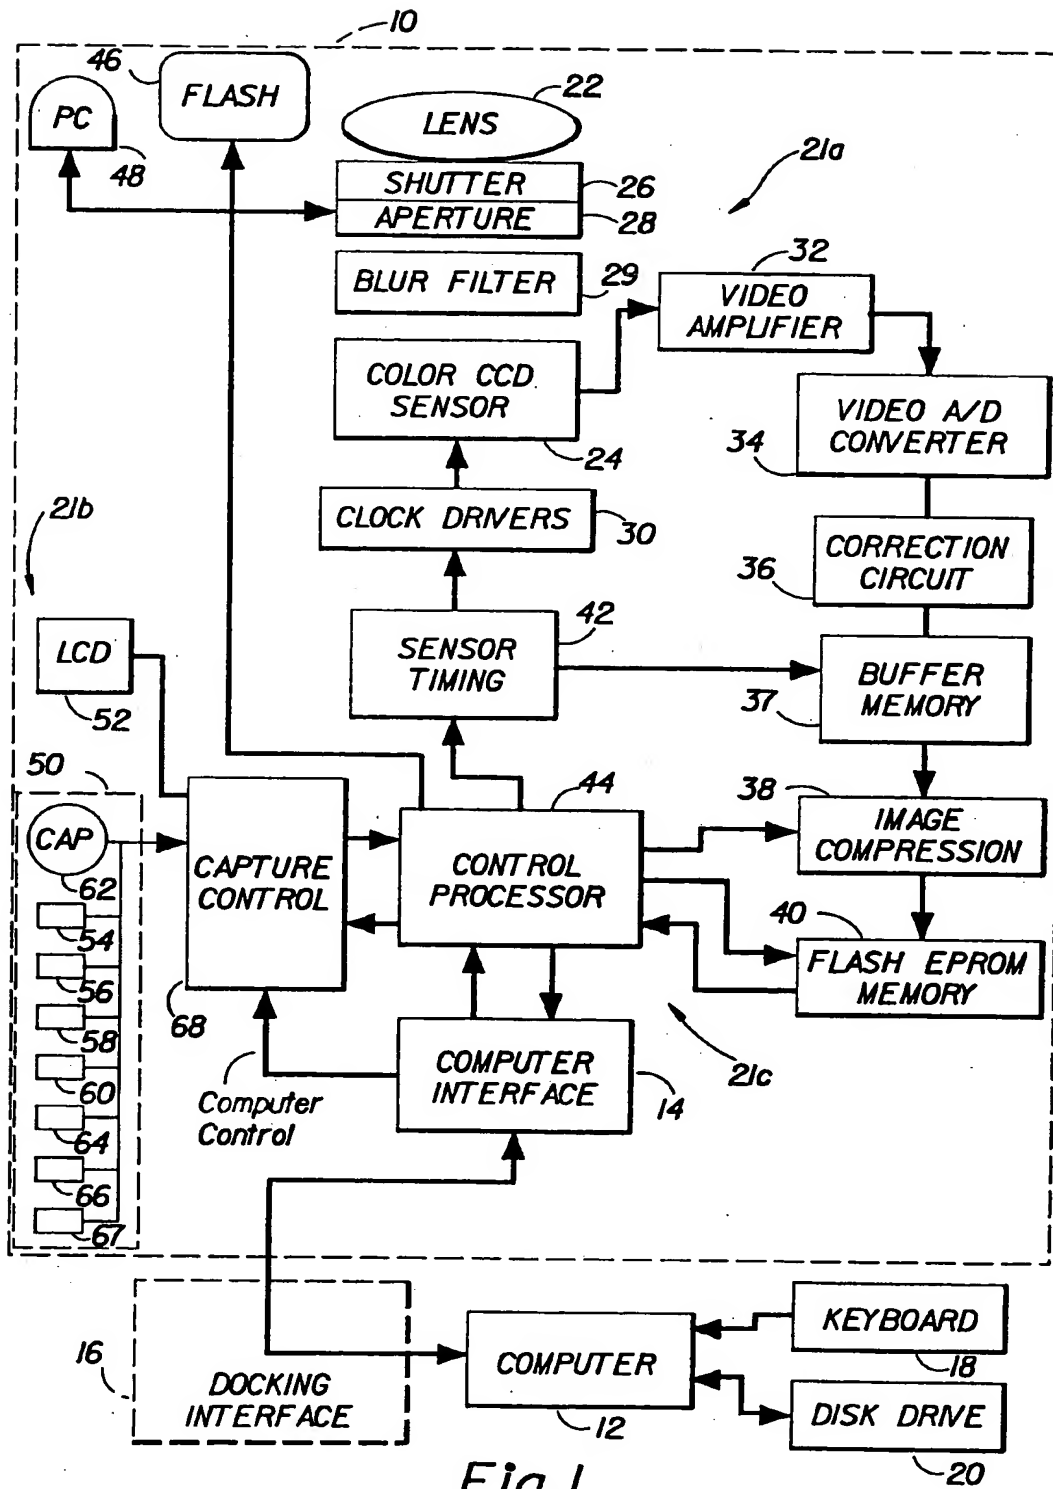 10
46
FLASH
PC
48
22
LENS
SHUTTER
26
APERTURE
28
21a
BLUR FILTER
29
32
VIDEO
AMPLIFIER
COLOR CCD
SENSOR
24
VIDEO A/D
CONVERTER
34
21b
CLOCK DRIVERS
30
CORRECTION
CIRCUIT
36
LCD
52
SENSOR
TIMING
42
BUFFER
MEMORY
37
50
CAP
62
54
56
58
60
64
66
67
CAPTURE
CONTROL
68
44
CONTROL
PROCESSOR
38
IMAGE
COMPRESSION
40
FLASH EPROM
MEMORY
21c
Computer
Control
COMPUTER
INTERFACE
14
16
DOCKING
INTERFACE
COMPUTER
12
KEYBOARD
18
DISK DRIVE
20
Fig. 1